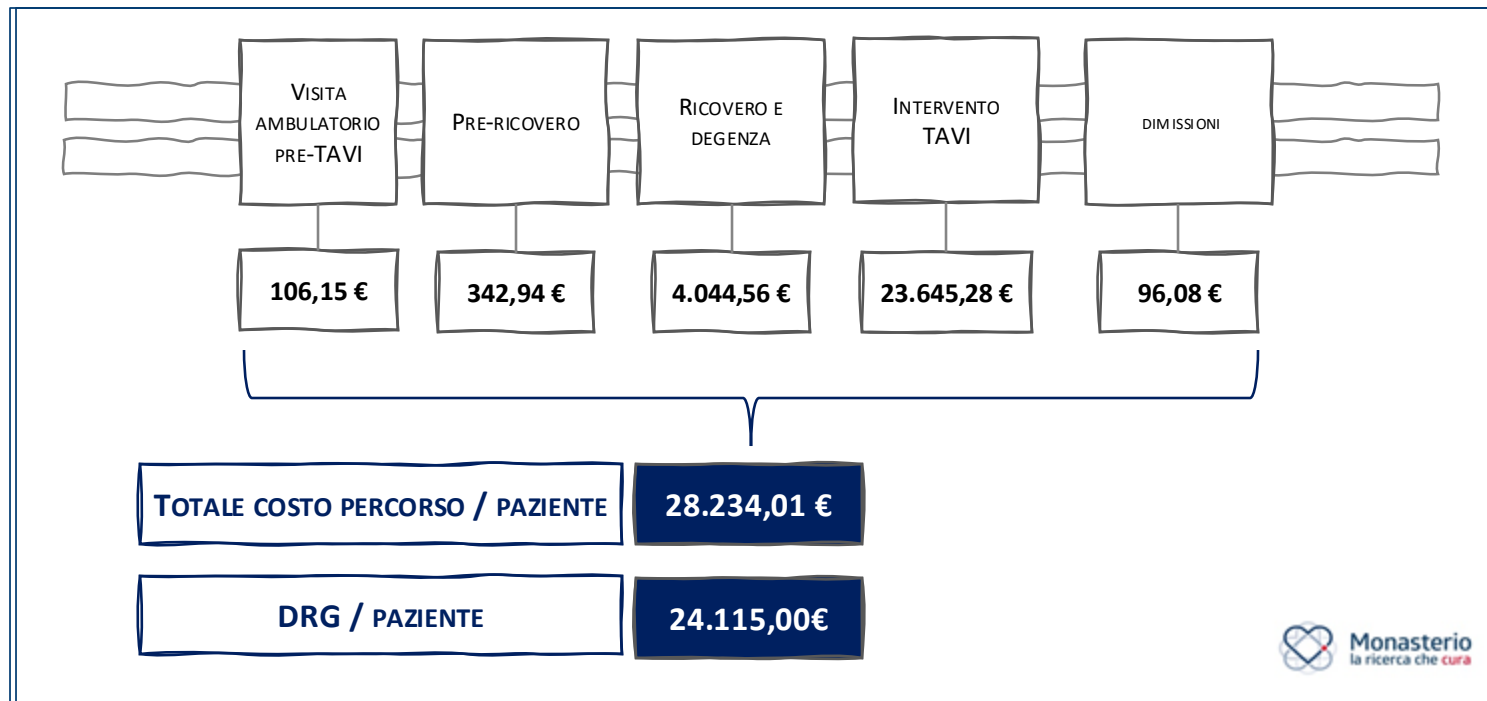 VISITA
AMBULATORIO
PRE-TAVI
PRE-RICOVERO
RICOVERO E
DEGENZA
INTERVENTO
TAVI
DIMISSIONI
106,15 €
342,94 €
4.044,56 €
23.645,28 €
96,08 €
TOTALE COSTO PERCORSO / PAZIENTE
28.234,01 €
DRG / PAZIENTE
24.115,00€
Monasterio
la ricerca che cura